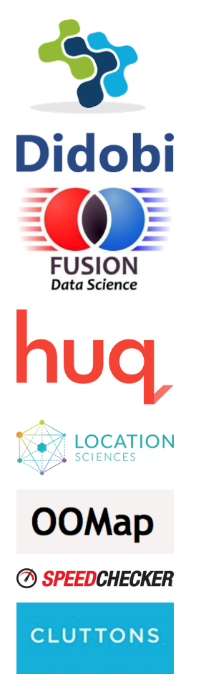 Didobi
FUSION
Data Science
huq
LOCATION
SCIENCES
OOMap
SPEEDCHECKER
CLUTTONS